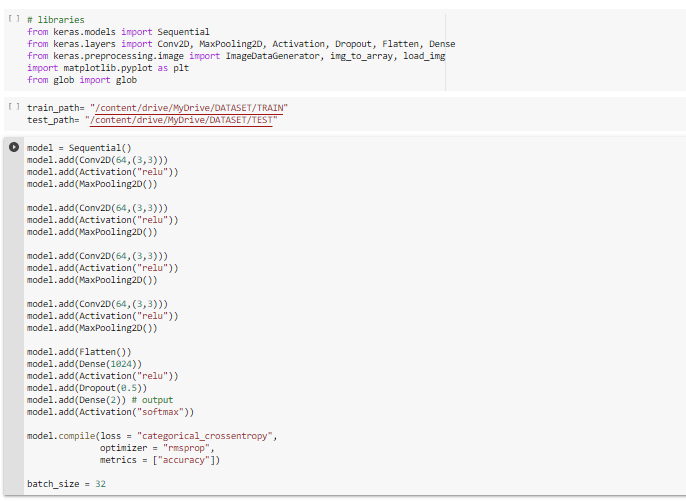 [ ] # libraries
from keras.models import Sequential
from keras.layers import Conv2D, MaxPooling2D, Activation, Dropout, Flatten, Dense
from keras.preprocessing.image import ImageDataGenerator, img_to_array, load_img
import matplotlib.pyplot as plt
from glob import glob
[ ] train_path= "/content/drive/MyDrive/DATASET/TRAIN"
test_path= "/content/drive/MyDrive/DATASET/TEST"
model = Sequential()
model.add(Conv2D(64,(3,3)))
model.add(Activation("relu"))
model.add(MaxPooling2D())
model.add(Conv2D(64,(3,3)))
model.add(Activation("relu"))
model.add(MaxPooling2D())
model.add(Conv2D(64,(3,3)))
model.add(Activation("relu"))
model.add(MaxPooling2D())
model.add(Conv2D(64,(3,3)))
model.add(Activation("relu"))
model.add(MaxPooling2D())
model.add(Flatten())
model.add(Dense(1024))
model.add(Activation("relu"))
model.add(Dropout(0.5))
model.add(Dense(2)) # output
model.add(Activation("softmax"))
model.compile(loss = "categorical_crossentropy",
optimizer = "rmsprop",
metrics = ["accuracy"])
batch_size = 32